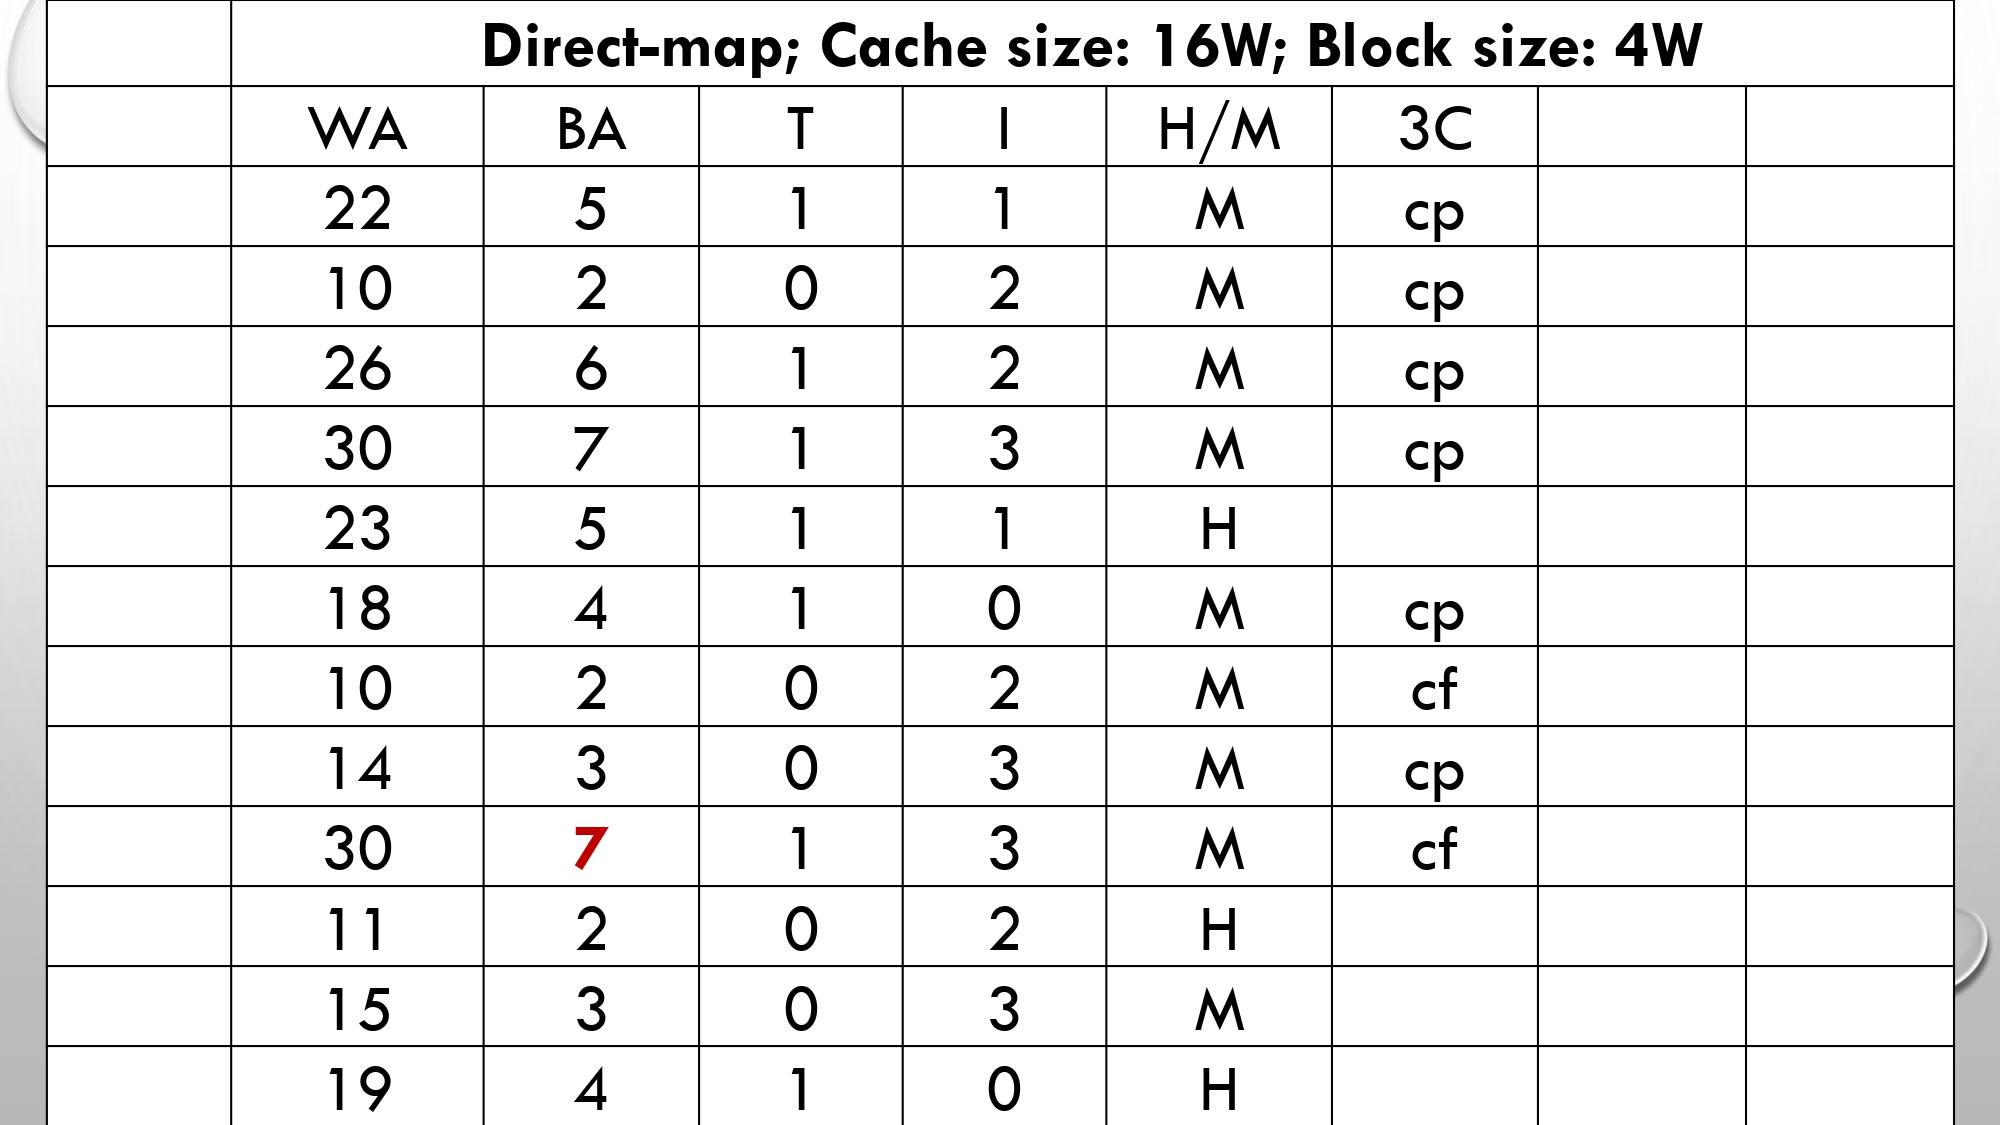 Direct-map; Cache size: 16W; Block size: 4W
WA BA T I H/M 3C
22 5 1 1 M cp
10 2 0 2 M cp
26 6 1 2 M cp
30 7 1 3 M cp
23 5 1 1 H
18 4 1 0 M cp
10 2 0 2 M cf
14 3 0 3 M cp
30 7 1 3 M cf
11 2 0 2 H
15 3 0 3 M
19 4 1 0 H